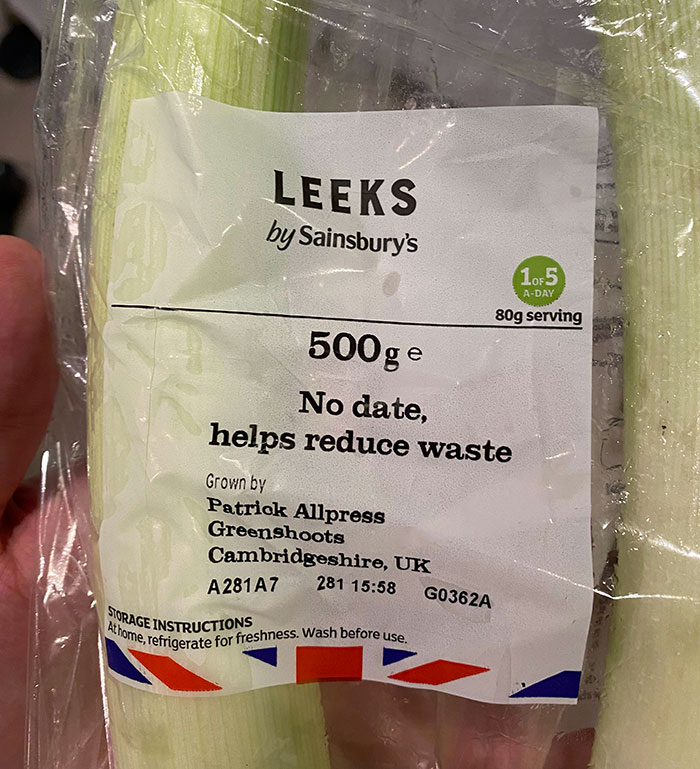 LEEKS
by Sainsbury's
1 OF 5
A-DAY
80g serving
500g e
No date,
helps reduce waste
Grown by
Patrick Allpress
Greenshoots
Cambridgeshire, UK
A281A7 281 15:58 G0362A
STORAGE INSTRUCTIONS
At home, refrigerate for freshness. Wash before use.